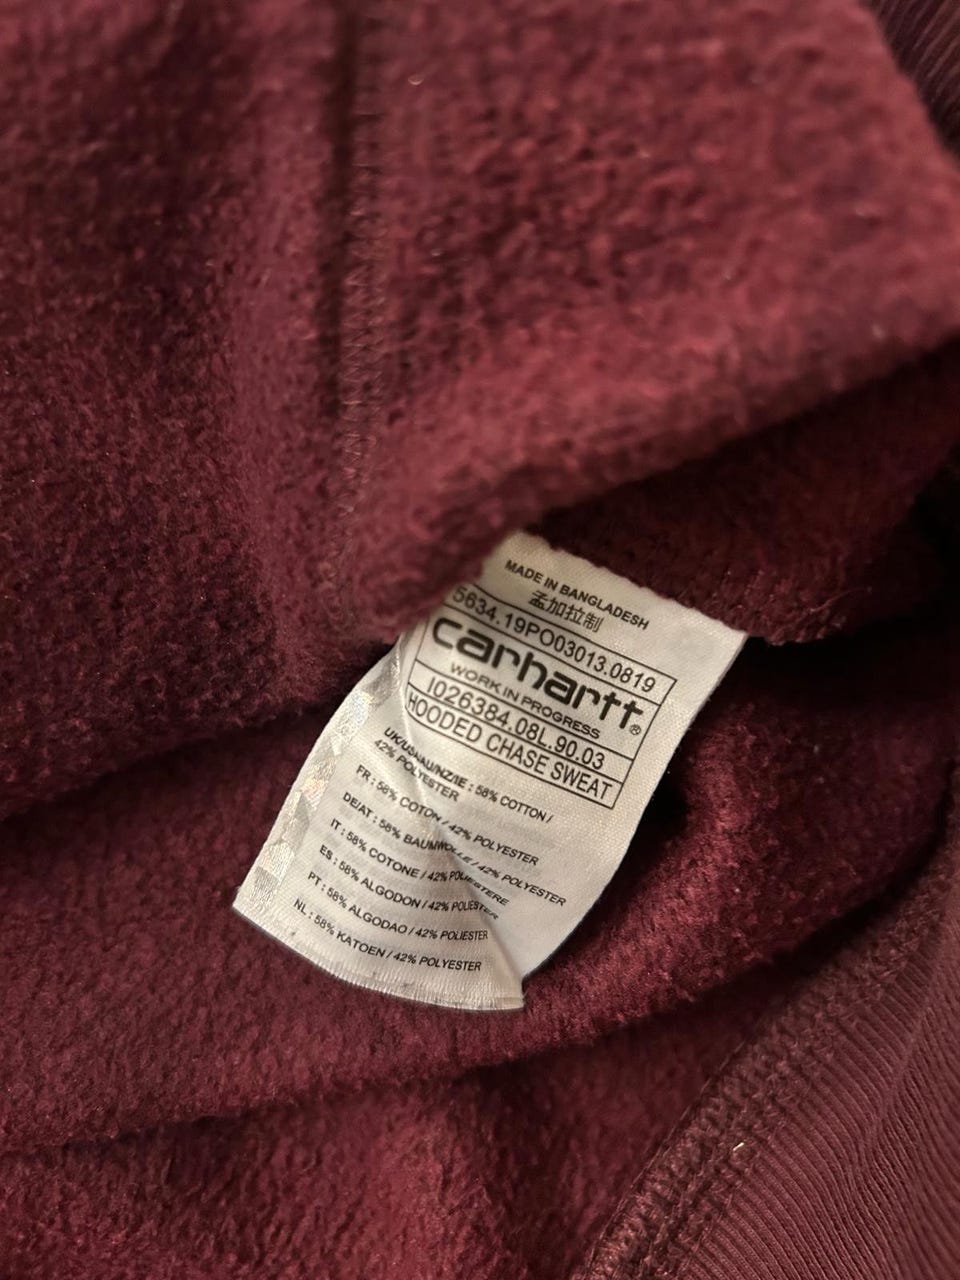 MADE IN BANGLADESH
孟加拉制
5634.19PO03013.0819
carhartt®
WORK IN PROGRESS
I026384.08L.90.03
HOODED CHASE SWEAT
UK/US/AU/NZ/IE : 58% COTTON /
42% POLYESTER
FR : 58% COTON / 42% POLYESTER
DE/AT : 58% BAUMWOLLE / 42% POLYESTER
IT : 58% COTONE / 42% POLIESTERE
ES : 58% ALGODON / 42% POLIESTER
PT : 58% ALGODAO / 42% POLIESTER
NL : 58% KATOEN / 42% POLYESTER